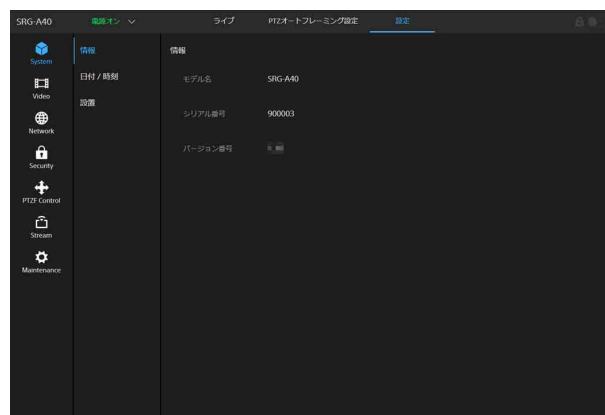 SRG-A40
電源オン
ライブ
PTZオートフレーミング設定
設定
System
Video
Network
Security
PTZF Control
Stream
Maintenance
情報
日付 / 時刻
設置
情報
モデル名 SRG-A40
シリアル番号 900003
バージョン番号